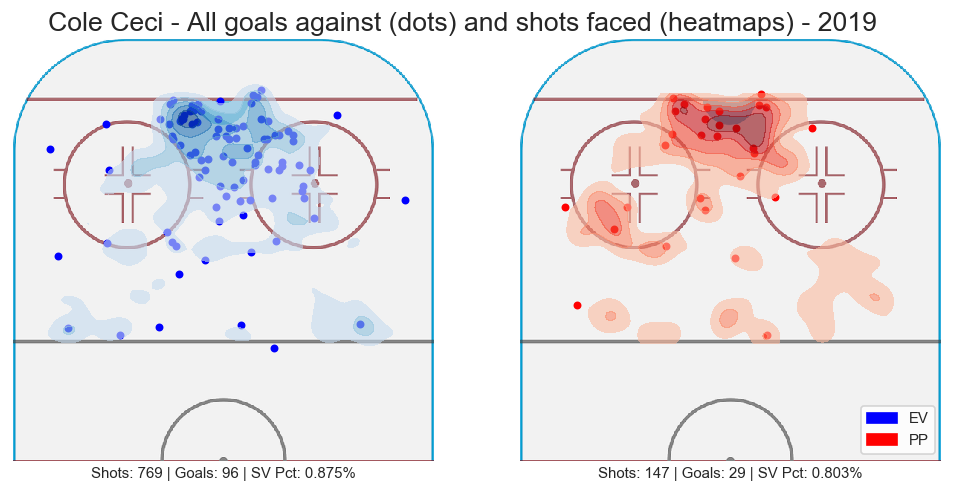 Cole Ceci - All goals against (dots) and shots faced (heatmaps) - 2019
EV
PP
Shots: 769 | Goals: 96 | SV Pct: 0.875%
Shots: 147 | Goals: 29 | SV Pct: 0.803%